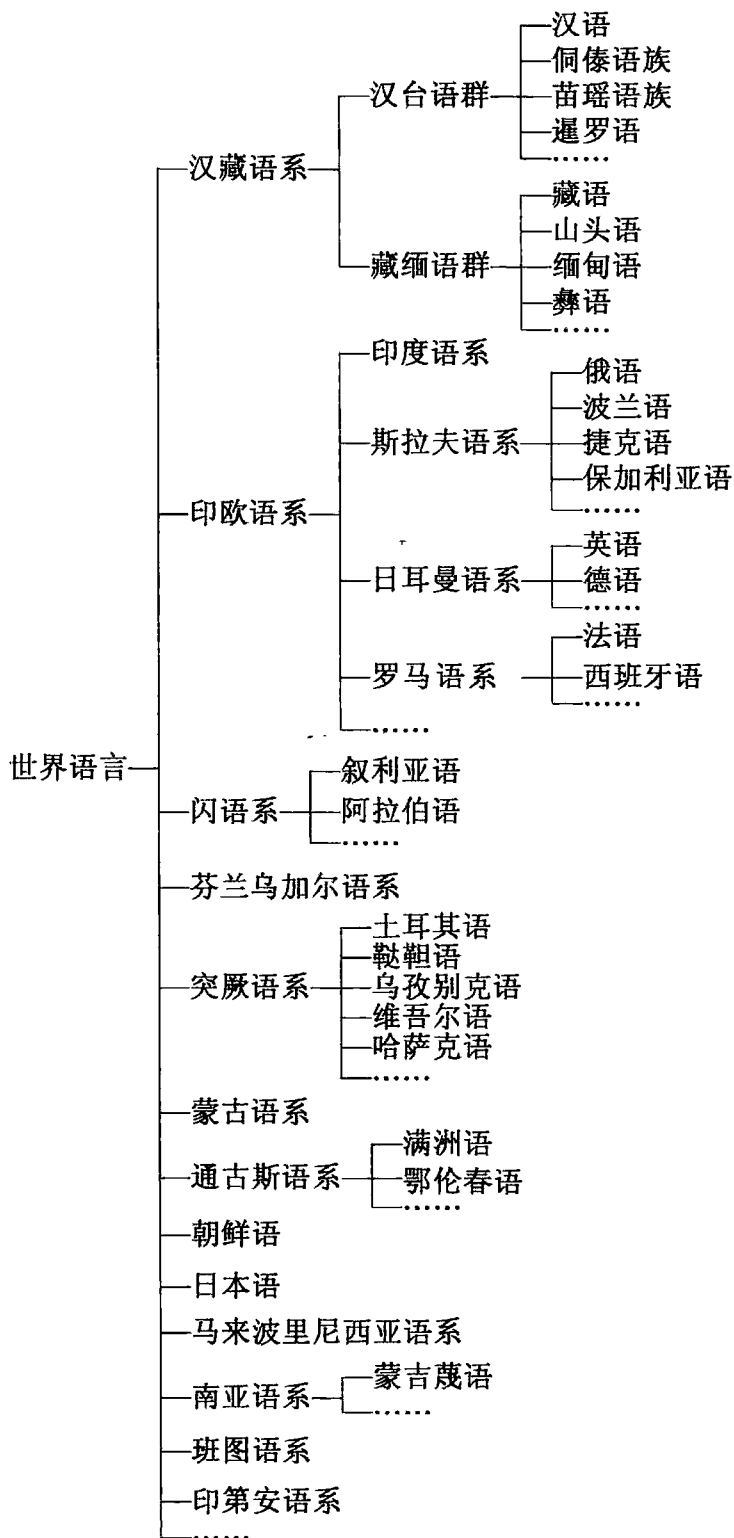 汉语
侗傣语族
汉台语群
苗瑶语族
暹罗语
……
汉藏语系
藏语
山头语
藏缅语群
缅甸语
彝语
……
印度语系
俄语
波兰语
斯拉夫语系
捷克语
保加利亚语
……
印欧语系
英语
日耳曼语系
德语
……
法语
罗马语系
西班牙语
……
……
世界语言
叙利亚语
闪语系
阿拉伯语
……
芬兰乌加尔语系
土耳其语
鞑靼语
突厥语系
乌孜别克语
维吾尔语
哈萨克语
……
蒙古语系
满洲语
通古斯语系
鄂伦春语
……
朝鲜语
日本语
马来波里尼西亚语系
蒙吉蔑语
南亚语系
……
班图语系
印第安语系
……